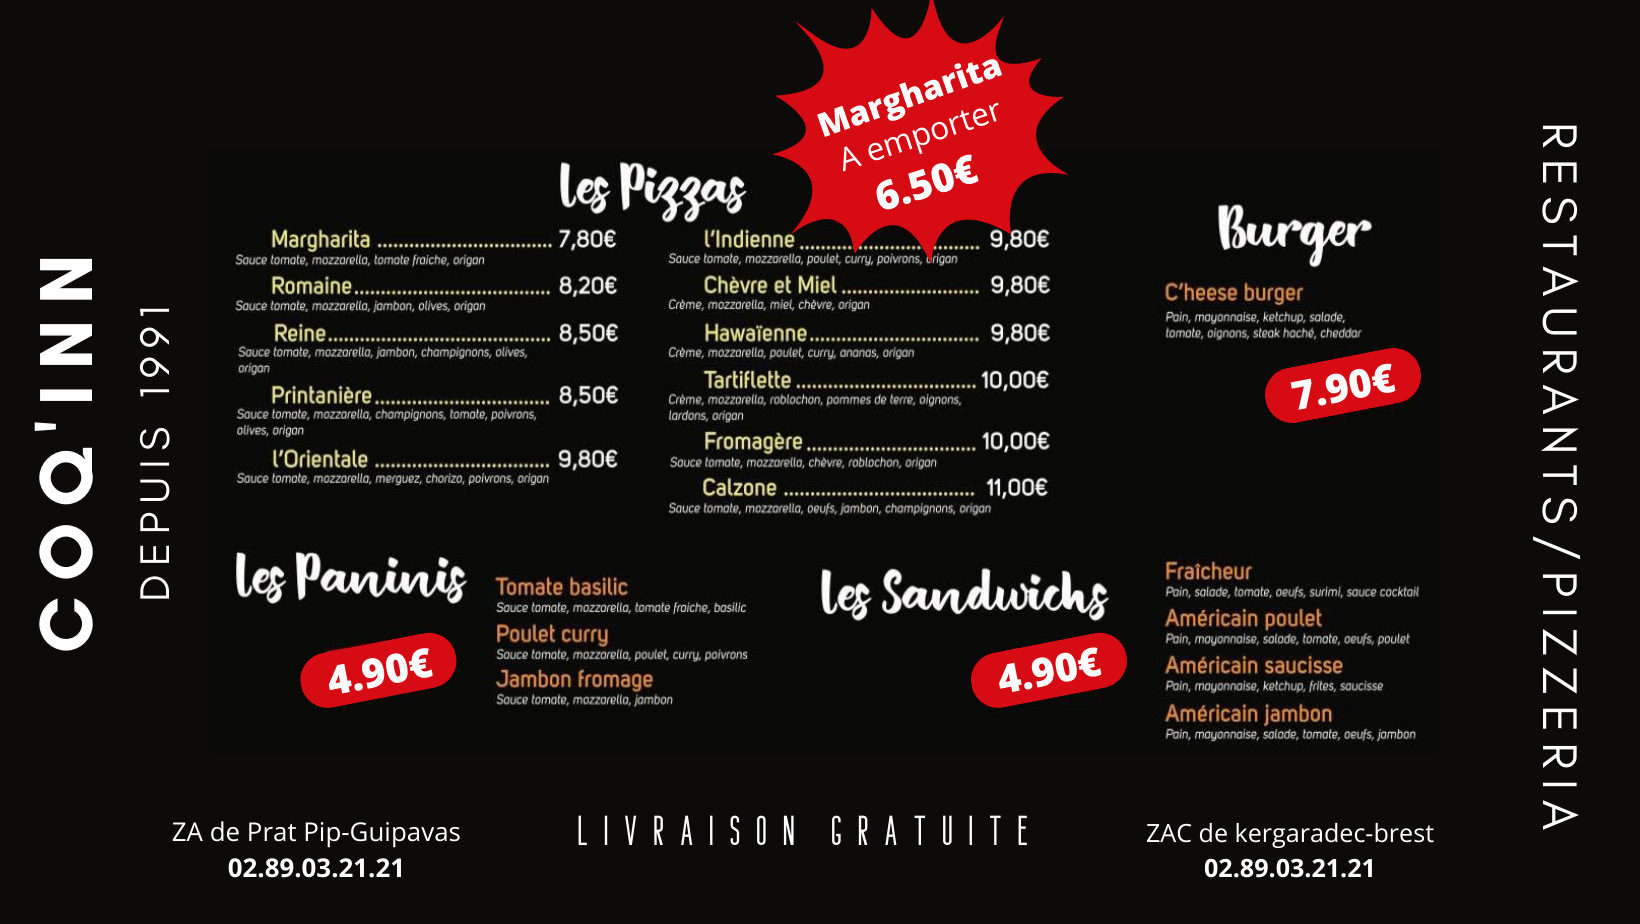 COQ'INN
DEPUIS 1991
Margharita
A emporter
6.50€
les Pizzas
Margharita ................................ 7,80€
Sauce tomate, mozzarella, tomate fraiche, origan
Romaine.................................... 8,20€
Sauce tomate, mozzarella, jambon, olives, origan
Reine......................................... 8,50€
Sauce tomate, mozzarella, jambon, champignons, olives,
origan
Printanière................................ 8,50€
Sauce tomate, mozzarella, champignons, tomate, poivrons,
olives, origan
l'Orientale ................................ 9,80€
Sauce tomate, mozzarella, merguez, chorizo, poivrons, origan
l'Indienne ................................. 9,80€
Sauce tomate, mozzarella, poulet, curry, poivrons, origan
Chèvre et Miel ......................... 9,80€
Crème, mozzarella, miel, chèvre, origan
Hawaïenne............................... 9,80€
Crème, mozzarella, poulet, curry, ananas, origan
Tartiflette ................................. 10,00€
Crème, mozzarella, roblochon, pommes de terre, oignons,
lardons, origan
Fromagère ............................... 10,00€
Sauce tomate, mozzarella, chèvre, roblochon, origan
Calzone ................................... 11,00€
Sauce tomate, mozzarella, oeufs, jambon, champignons, origan
Burger
C'heese burger
Pain, mayonnaise, ketchup, salade,
tomate, oignons, steak haché, cheddar
7.90€
les Paninis
4.90€
Tomate basilic
Sauce tomate, mozzarella, tomate fraiche, basilic
Poulet curry
Sauce tomate, mozzarella, poulet, curry, poivrons
Jambon fromage
Sauce tomate, mozzarella, jambon
les Sandwichs
4.90€
Fraîcheur
Pain, salade, tomate, oeufs, surimi, sauce cocktail
Américain poulet
Pain, mayonnaise, salade, tomate, oeufs, poulet
Américain saucisse
Pain, mayonnaise, ketchup, frites, saucisse
Américain jambon
Pain, mayonnaise, salade, tomate, oeufs, jambon
RESTAURANTS/PIZZERIA
ZA de Prat Pip-Guipavas
02.89.03.21.21
LIVRAISON GRATUITE
ZAC de kergaradec-brest
02.89.03.21.21